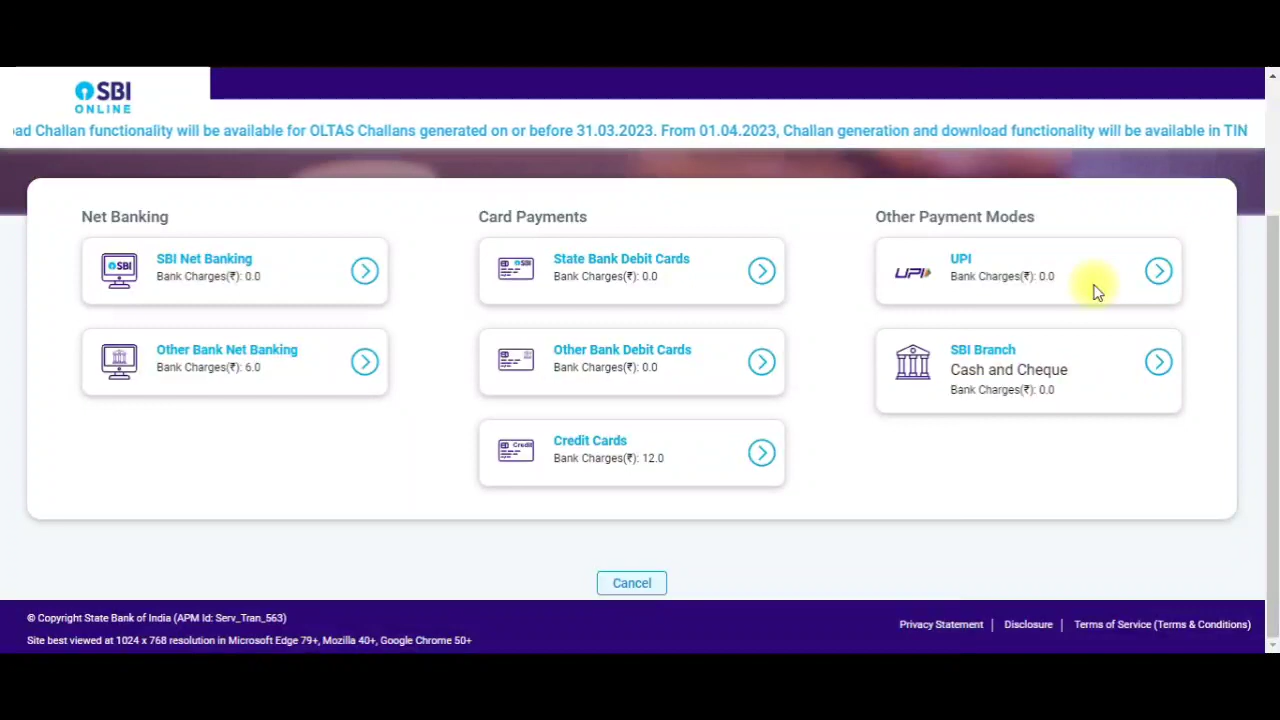 SBI
ONLINE
ad Challan functionality will be available for OLTAS Challans generated on or before 31.03.2023. From 01.04.2023, Challan generation and download functionality will be available in TIN
Net Banking
SBI
SBI Net Banking
Bank Charges(₹): 0.0
Other Bank Net Banking
Bank Charges(₹): 6.0
Card Payments
SBI
State Bank Debit Cards
Bank Charges(₹): 0.0
Other Bank Debit Cards
Bank Charges(₹): 0.0
Credit
Credit Cards
Bank Charges(₹): 12.0
Other Payment Modes
UPI
UPI
Bank Charges(₹): 0.0
SBI Branch
Cash and Cheque
Bank Charges(₹): 0.0
Cancel
© Copyright State Bank of India (APM Id: Serv_Tran_563)
Site best viewed at 1024 x 768 resolution in Microsoft Edge 79+, Mozilla 40+, Google Chrome 50+
Privacy Statement | Disclosure | Terms of Service (Terms & Conditions)